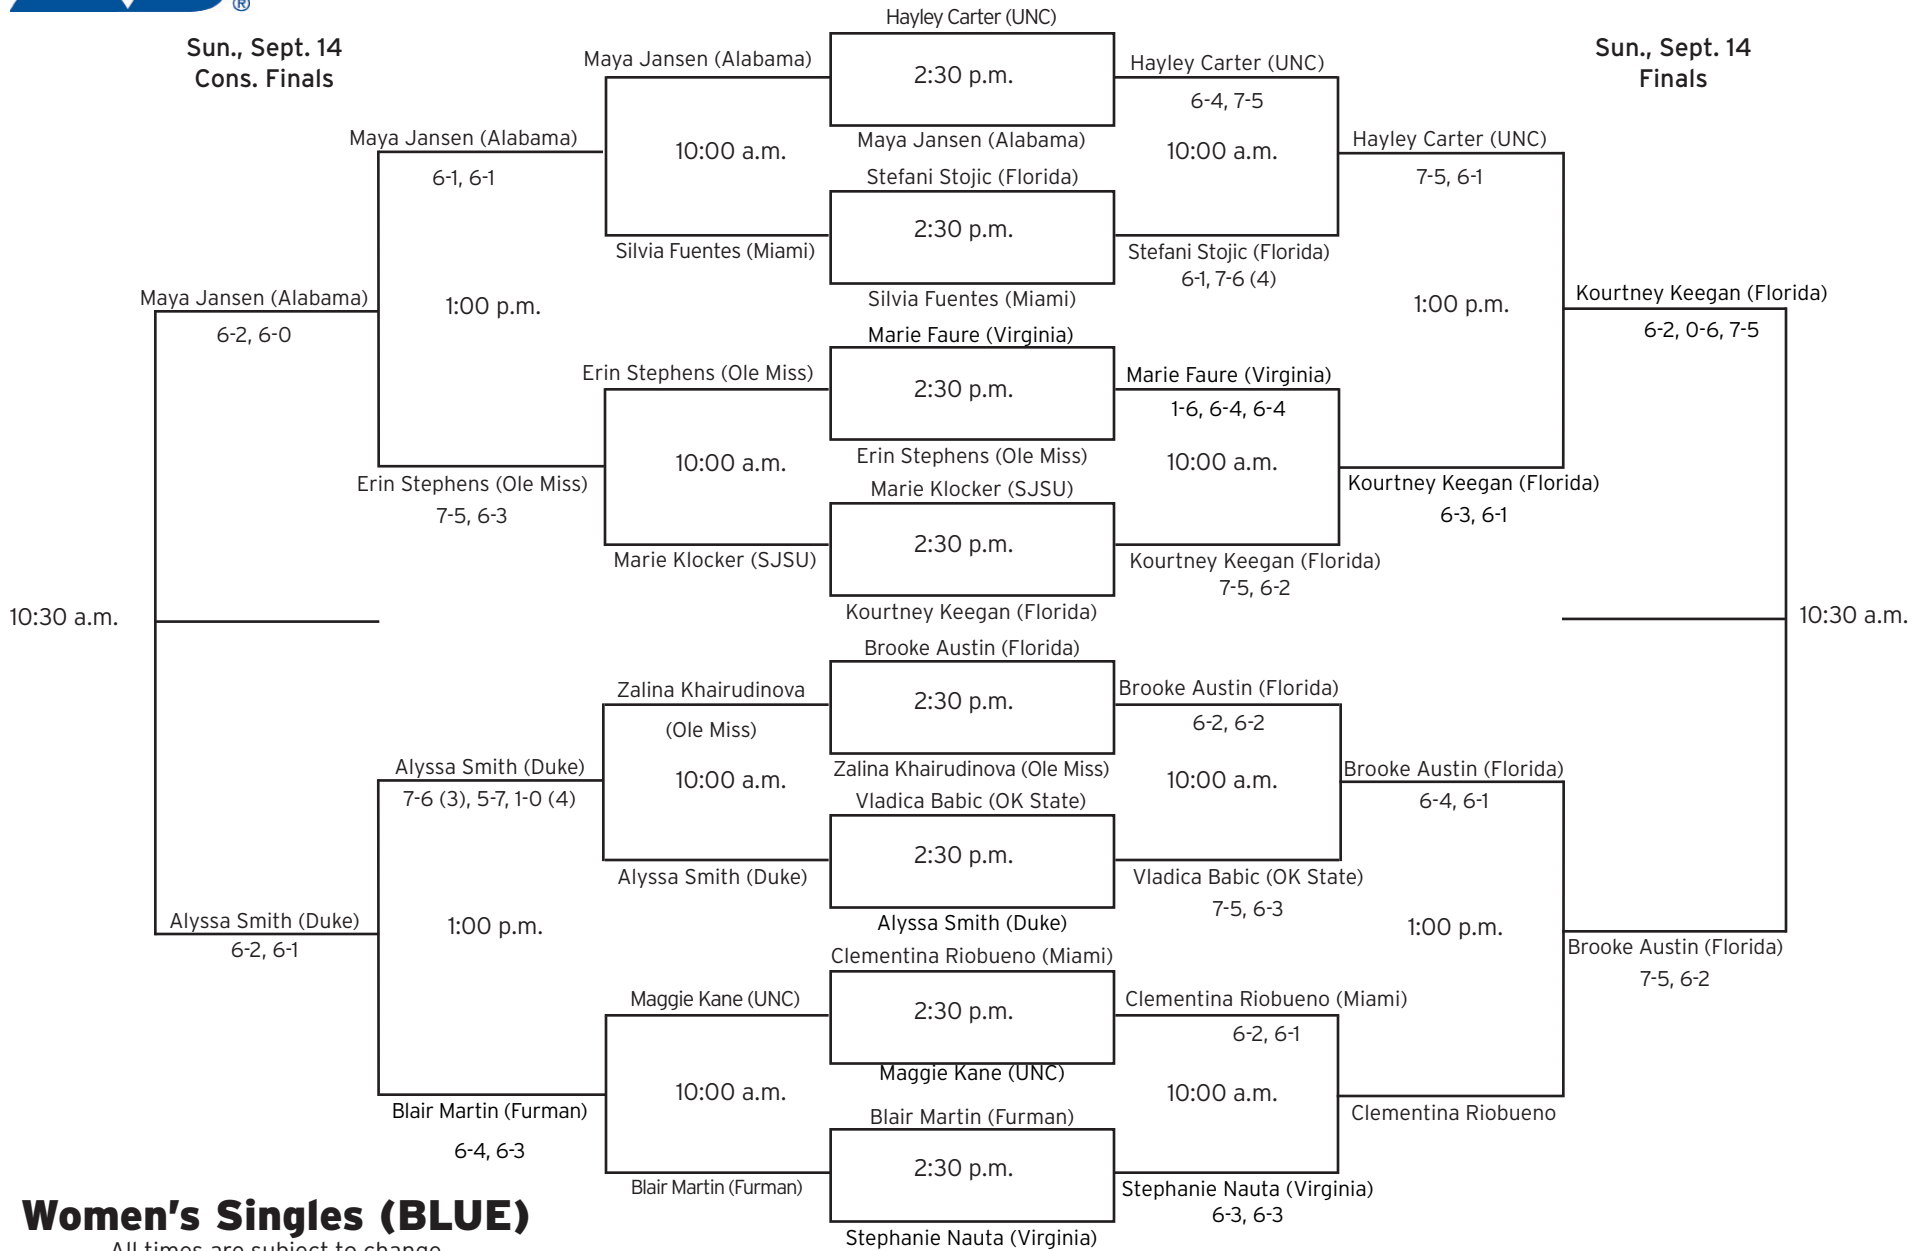 ®
Sun., Sept. 14
Cons. Finals
Sun., Sept. 14
Finals
Maya Jansen (Alabama)
6-2, 6-0
10:30 a.m.
Alyssa Smith (Duke)
6-2, 6-1
Maya Jansen (Alabama)
6-1, 6-1
1:00 p.m.
Erin Stephens (Ole Miss)
7-5, 6-3
Alyssa Smith (Duke)
7-6 (3), 5-7, 1-0 (4)
1:00 p.m.
Blair Martin (Furman)
6-4, 6-3
Maya Jansen (Alabama)
10:00 a.m.
Silvia Fuentes (Miami)
Erin Stephens (Ole Miss)
10:00 a.m.
Marie Klocker (SJSU)
Zalina Khairudinova
(Ole Miss)
10:00 a.m.
Alyssa Smith (Duke)
Maggie Kane (UNC)
10:00 a.m.
Blair Martin (Furman)
Hayley Carter (UNC)
2:30 p.m.
Maya Jansen (Alabama)
Stefani Stojic (Florida)
2:30 p.m.
Silvia Fuentes (Miami)
Marie Faure (Virginia)
2:30 p.m.
Erin Stephens (Ole Miss)
Marie Klocker (SJSU)
2:30 p.m.
Kourtney Keegan (Florida)
Brooke Austin (Florida)
2:30 p.m.
Zalina Khairudinova (Ole Miss)
Vladica Babic (OK State)
2:30 p.m.
Alyssa Smith (Duke)
Clementina Riobueno (Miami)
2:30 p.m.
Maggie Kane (UNC)
Blair Martin (Furman)
2:30 p.m.
Stephanie Nauta (Virginia)
Hayley Carter (UNC)
6-4, 7-5
10:00 a.m.
Stefani Stojic (Florida)
6-1, 7-6 (4)
Marie Faure (Virginia)
1-6, 6-4, 6-4
10:00 a.m.
Kourtney Keegan (Florida)
7-5, 6-2
Brooke Austin (Florida)
6-2, 6-2
10:00 a.m.
Vladica Babic (OK State)
7-5, 6-3
Clementina Riobueno (Miami)
6-2, 6-1
10:00 a.m.
Stephanie Nauta (Virginia)
6-3, 6-3
Hayley Carter (UNC)
7-5, 6-1
1:00 p.m.
Kourtney Keegan (Florida)
6-3, 6-1
Brooke Austin (Florida)
6-4, 6-1
1:00 p.m.
Clementina Riobueno
Kourtney Keegan (Florida)
6-2, 0-6, 7-5
10:30 a.m.
Brooke Austin (Florida)
7-5, 6-2
Women's Singles (BLUE)
All times are subject to change